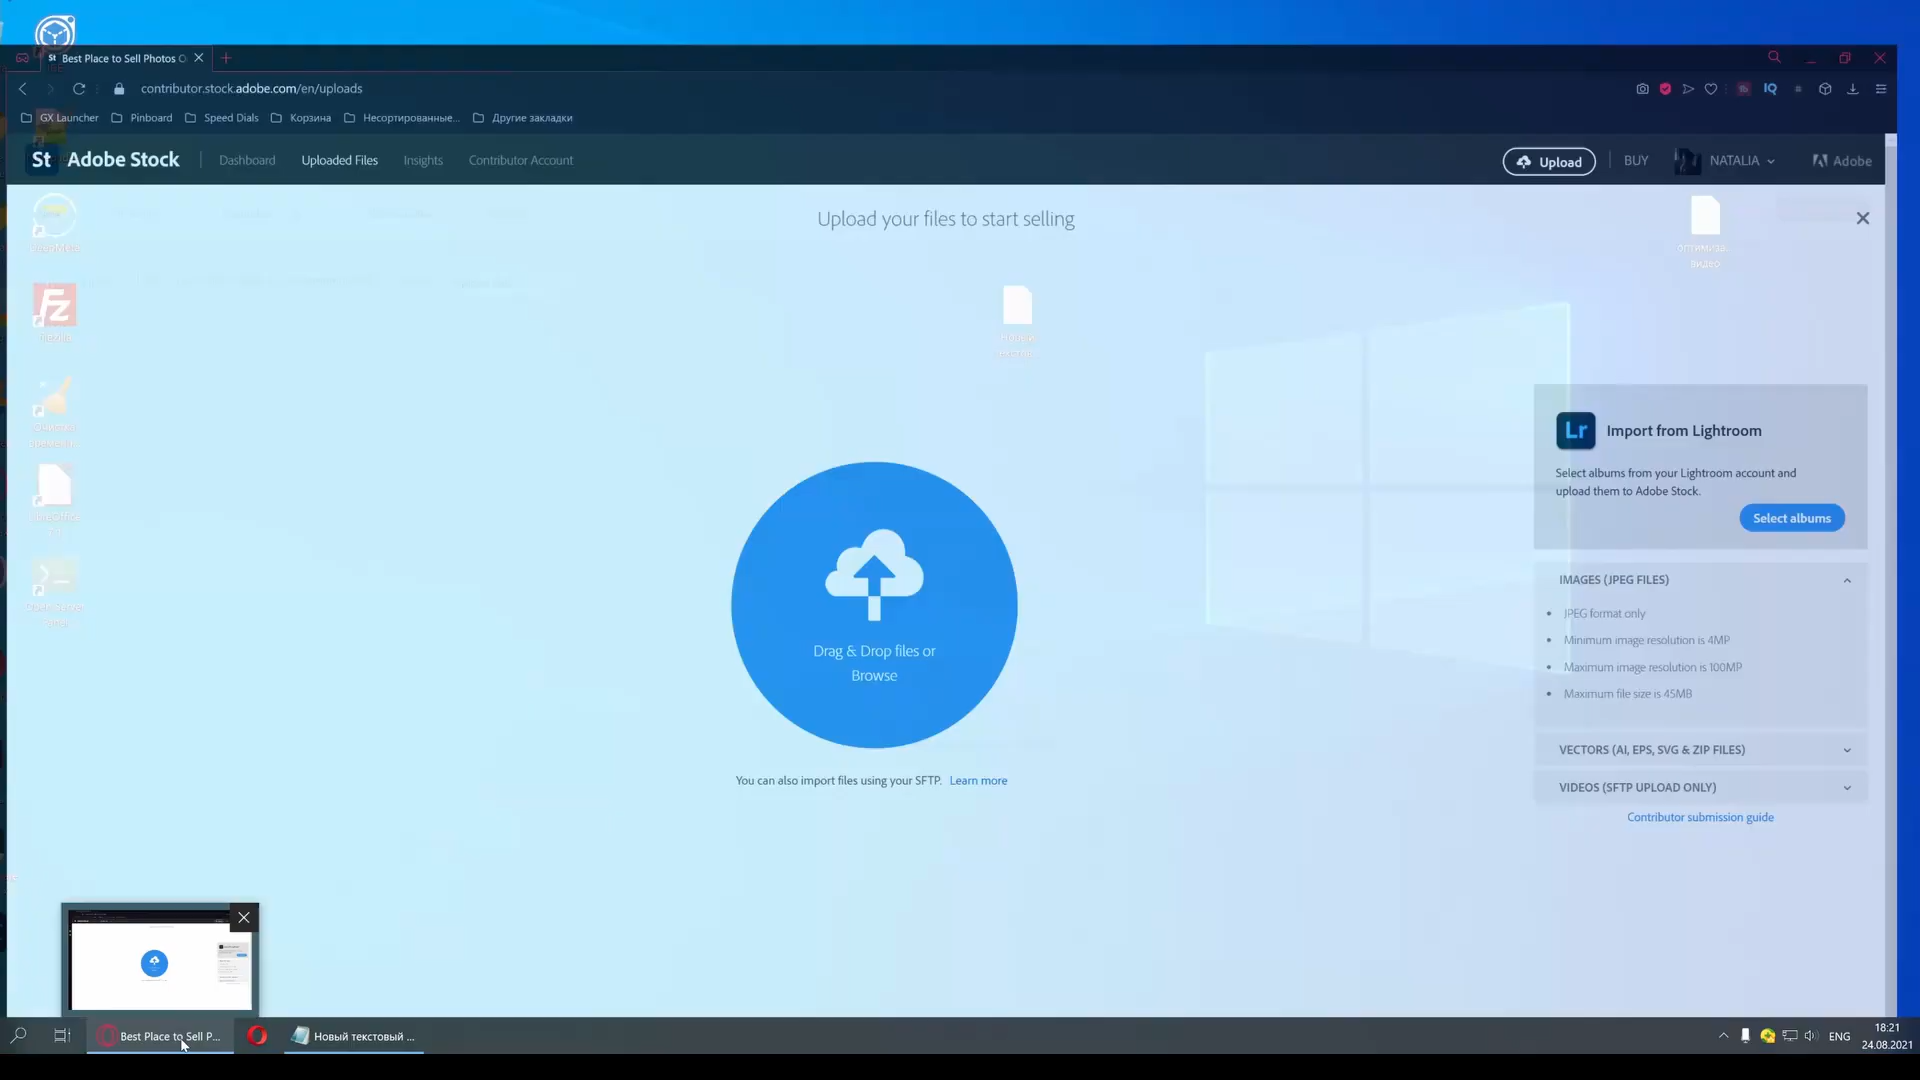 Best Place to Sell Photos O
contributor.stock.adobe.com/en/uploads
GX Launcher
Pinboard
Speed Dials
Корзина
Несортированные...
Другие закладки
St
Adobe Stock
Dashboard
Uploaded Files
Insights
Contributor Account
Upload
BUY
NATALIA
Adobe
IQ
Upload your files to start selling
Lr
Import from Lightroom
Select albums from your Lightroom account and
upload them to Adobe Stock.
Select albums
IMAGES (JPEG FILES)
JPEG format only
Minimum image resolution is 4MP
Maximum image resolution is 100MP
Maximum file size is 45MB
VECTORS (AI, EPS, SVG & ZIP FILES)
VIDEOS (SFTP UPLOAD ONLY)
Contributor submission guide
Drag & Drop files or
Browse
You can also import files using your SFTP. Learn more
Best Place to Sell P...
Новый текстовый ...
ENG
18:21
24.08.2021